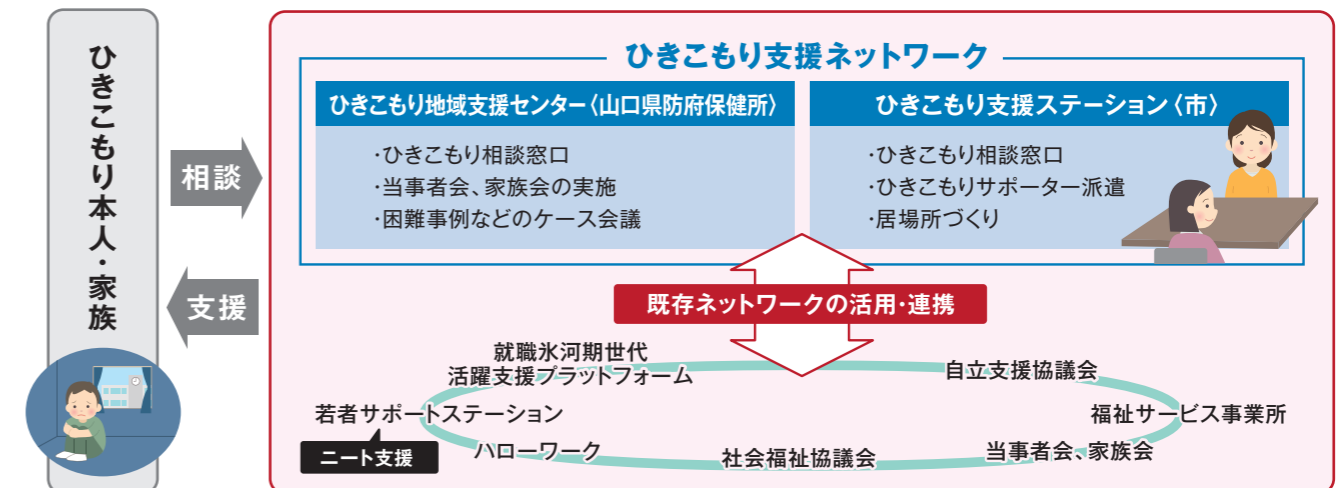 ひきこもり本人・家族
相談
支援
ひきこもり支援ネットワーク
ひきこもり地域支援センター〈山口県防府保健所〉
・ひきこもり相談窓口
・当事者会、家族会の実施
・困難事例などのケース会議
ひきこもり支援ステーション〈市〉
・ひきこもり相談窓口
・ひきこもりサポーター派遣
・居場所づくり
既存ネットワークの活用・連携
就職氷河期世代
活躍支援プラットフォーム
自立支援協議会
若者サポートステーション
福祉サービス事業所
ニート支援
ハローワーク
社会福祉協議会
当事者会、家族会